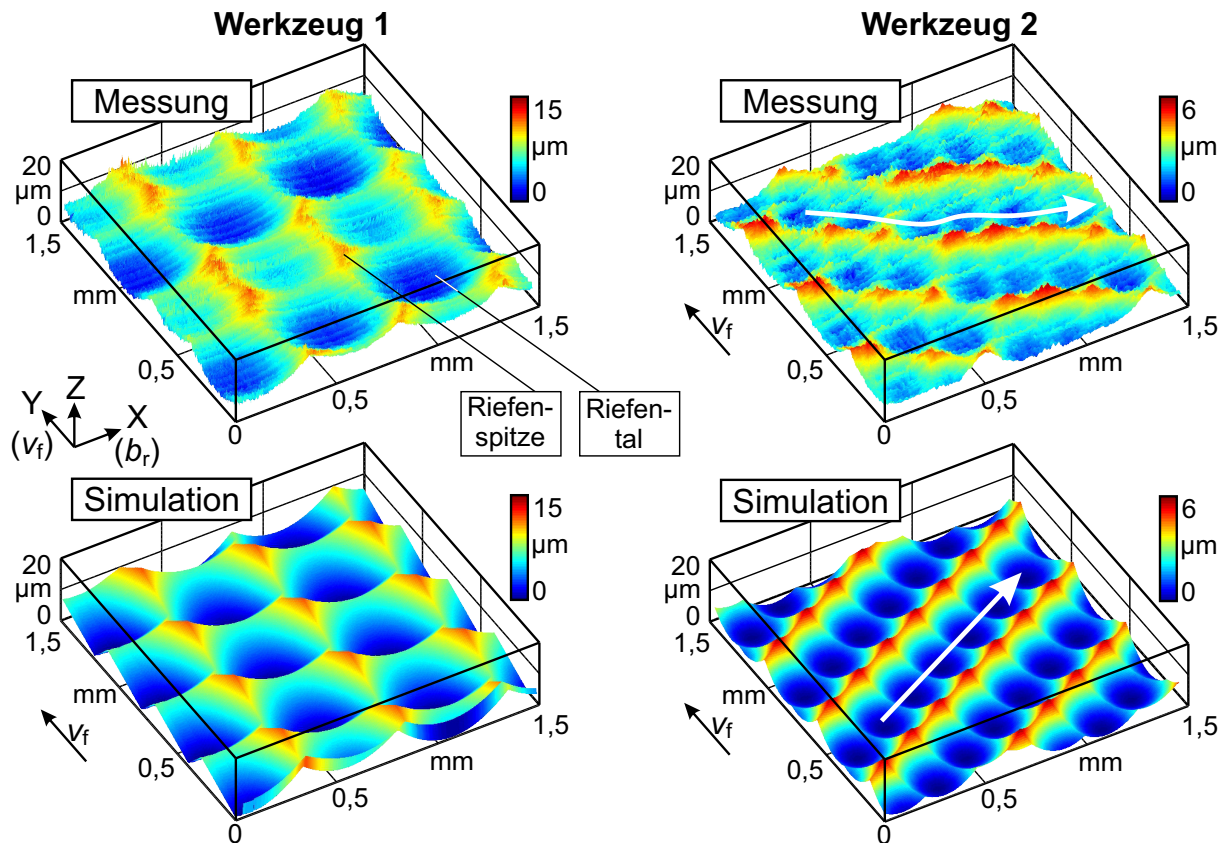 Werkzeug 1
Messung
15
µm
0
20
µm
0
1,5
mm
0,5
0
0,5
mm
1,5
Riefen-
spitze
Riefen-
tal
Y
(vf)
Z
X
(br)
Werkzeug 2
Messung
6
µm
0
20
µm
0
1,5
mm
vf
0,5
0
0,5
mm
1,5
Simulation
15
µm
0
20
µm
0
1,5
mm
vf
0,5
0
0,5
mm
1,5
Simulation
6
µm
0
20
µm
0
1,5
mm
vf
0,5
0
0,5
mm
1,5